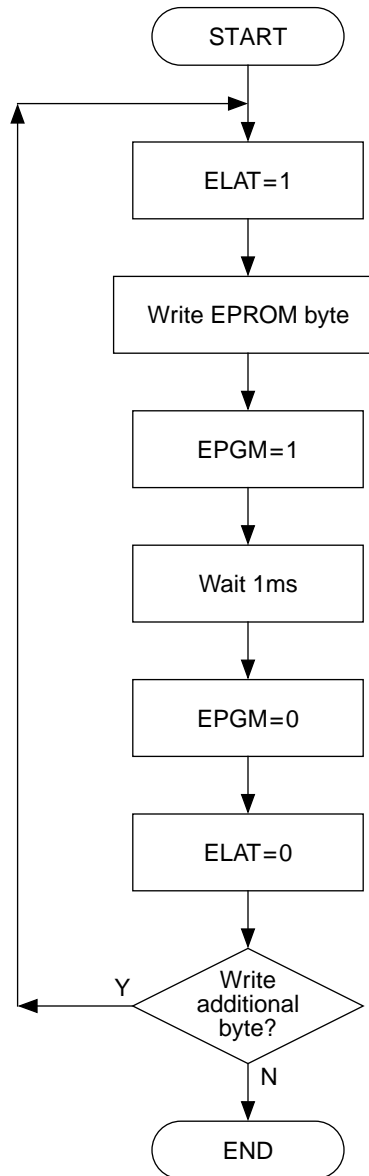 START
ELAT=1
Write EPROM byte
EPGM=1
Wait 1ms
EPGM=0
ELAT=0
Write
additional
byte?
Y
N
END